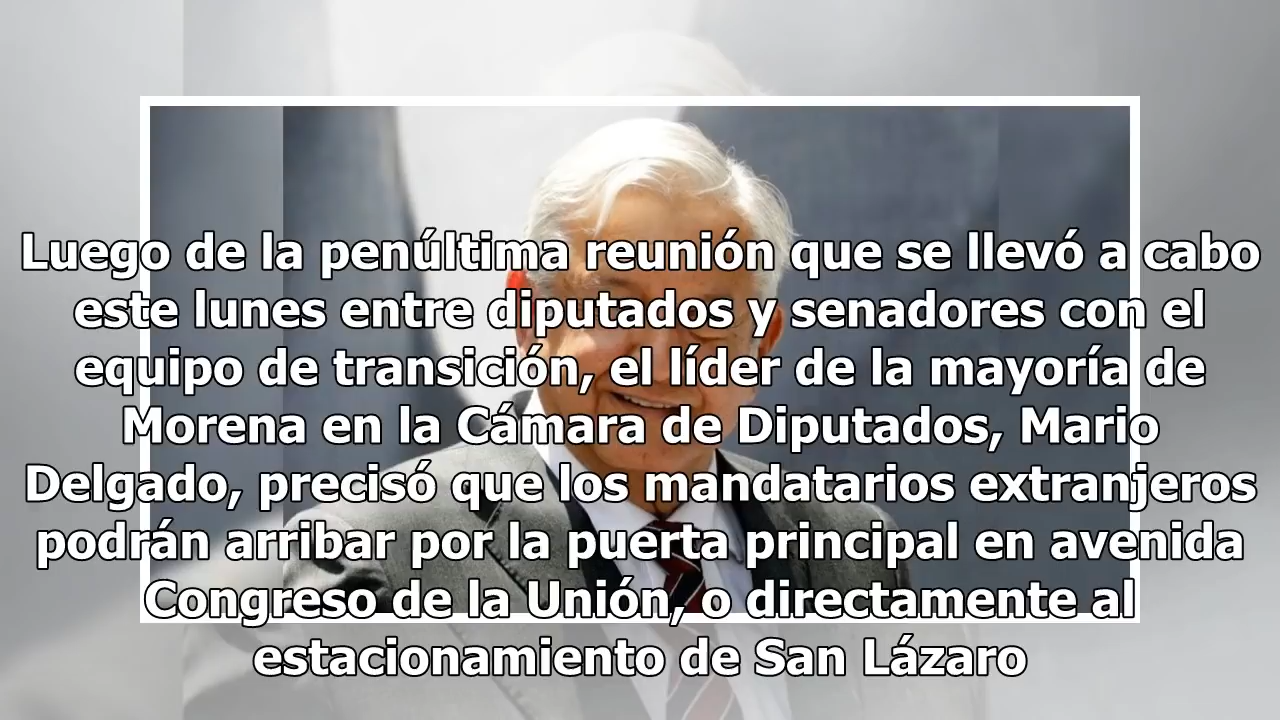 Luego de la penúltima reunión que se llevó a cabo
este lunes entre diputados y senadores con el
equipo de transición, el líder de la mayoría de
Morena en la Cámara de Diputados, Mario
Delgado, precisó que los mandatarios extranjeros
podrán arribar por la puerta principal en avenida
Congreso de la Unión, o directamente al
estacionamiento de San Lázaro